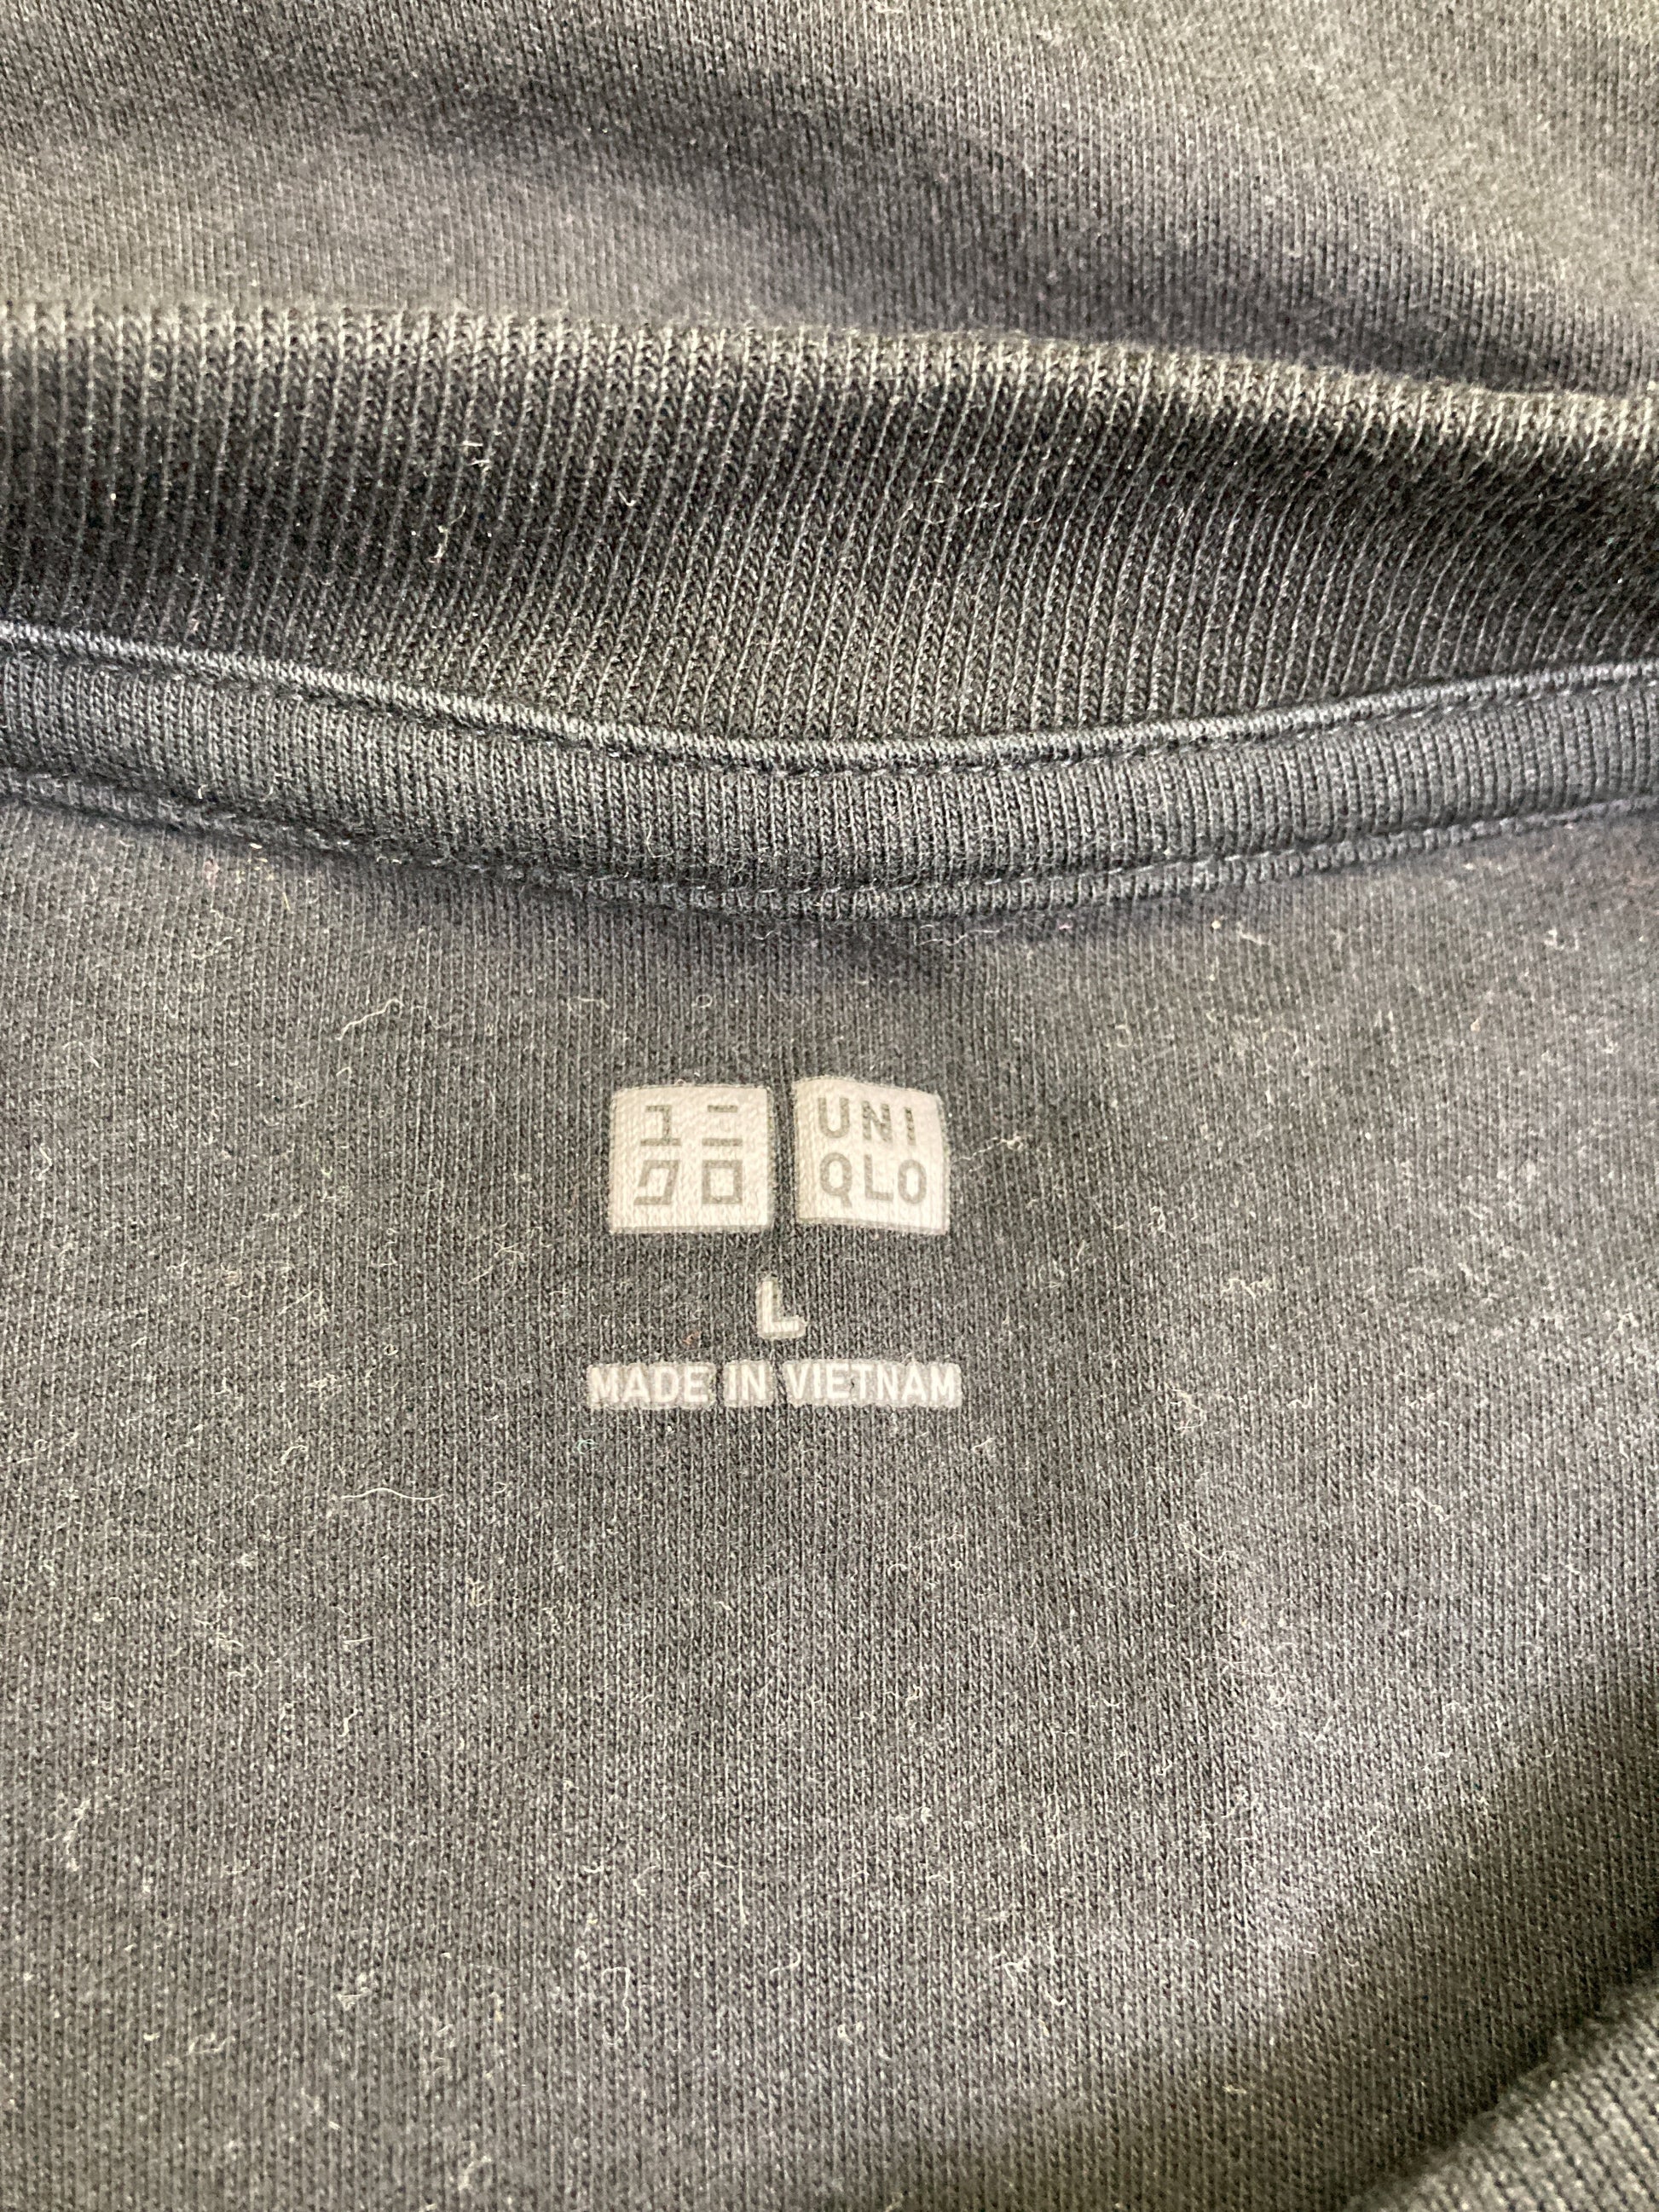 ユニ UNI
クロ QLO
L
MADE IN VIETNAM